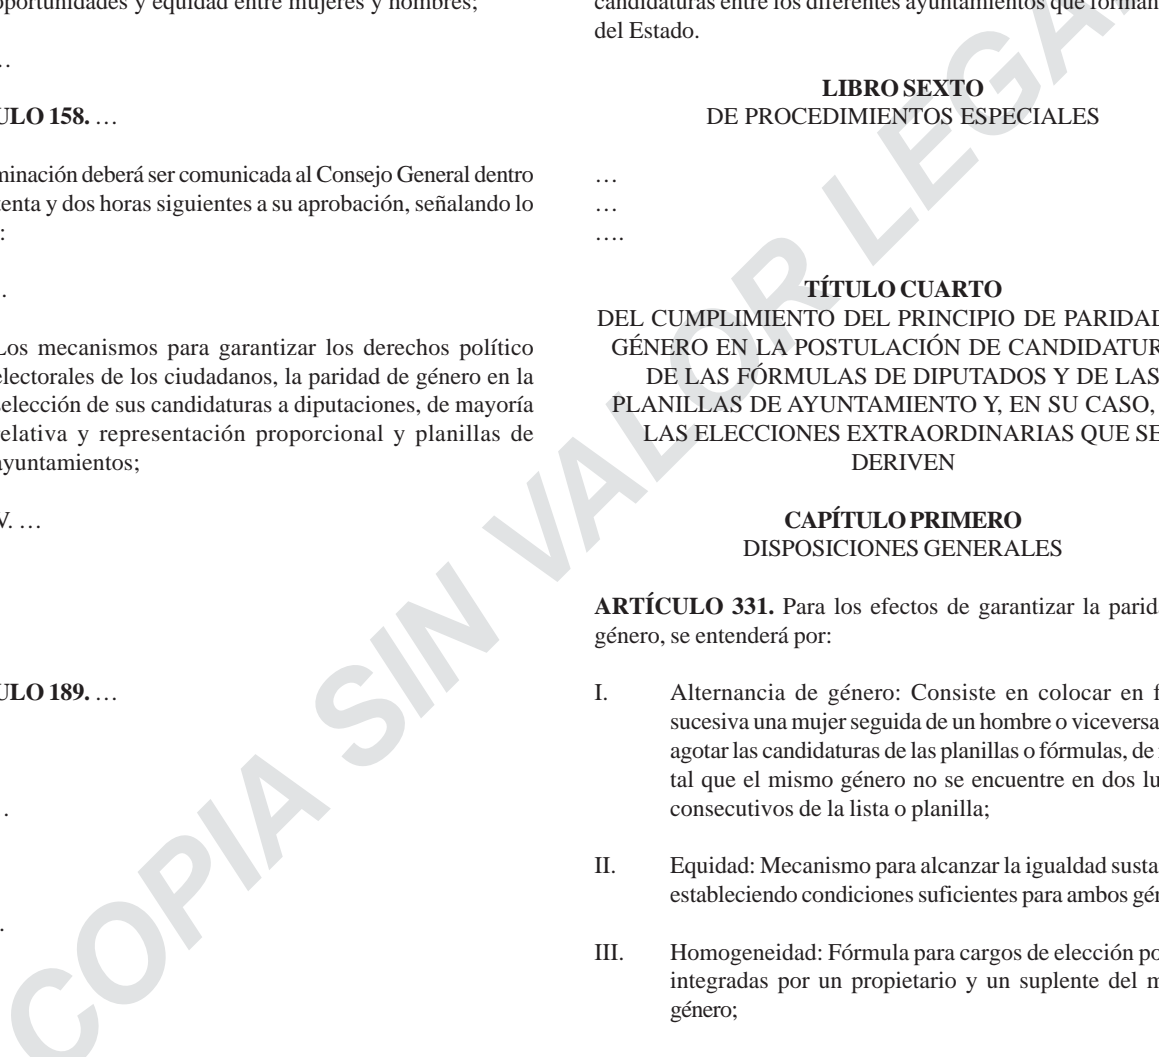 oportunidades y equidad entre mujeres y hombres;
…
ULO 158. …
minación deberá ser comunicada al Consejo General dentro
tenta y dos horas siguientes a su aprobación, señalando lo
:
.
Los mecanismos para garantizar los derechos político
electorales de los ciudadanos, la paridad de género en la
selección de sus candidaturas a diputaciones, de mayoría
relativa y representación proporcional y planillas de
ayuntamientos;
V. …
ULO 189. …
.
.
candidaturas entre los diferentes ayuntamientos que forman
del Estado.
LIBRO SEXTO
DE PROCEDIMIENTOS ESPECIALES
…
…
….
TÍTULO CUARTO
DEL CUMPLIMIENTO DEL PRINCIPIO DE PARIDAD
GÉNERO EN LA POSTULACIÓN DE CANDIDATUR
DE LAS FÓRMULAS DE DIPUTADOS Y DE LAS
PLANILLAS DE AYUNTAMIENTO Y, EN SU CASO,
LAS ELECCIONES EXTRAORDINARIAS QUE SE
DERIVEN
CAPÍTULO PRIMERO
DISPOSICIONES GENERALES
ARTÍCULO 331. Para los efectos de garantizar la parid
género, se entenderá por:
I. Alternancia de género: Consiste en colocar en f
sucesiva una mujer seguida de un hombre o viceversa
agotar las candidaturas de las planillas o fórmulas, de
tal que el mismo género no se encuentre en dos lu
consecutivos de la lista o planilla;
II. Equidad: Mecanismo para alcanzar la igualdad susta
estableciendo condiciones suficientes para ambos gé
III. Homogeneidad: Fórmula para cargos de elección po
integradas por un propietario y un suplente del m
género;
COPIA SIN VALOR LEGA